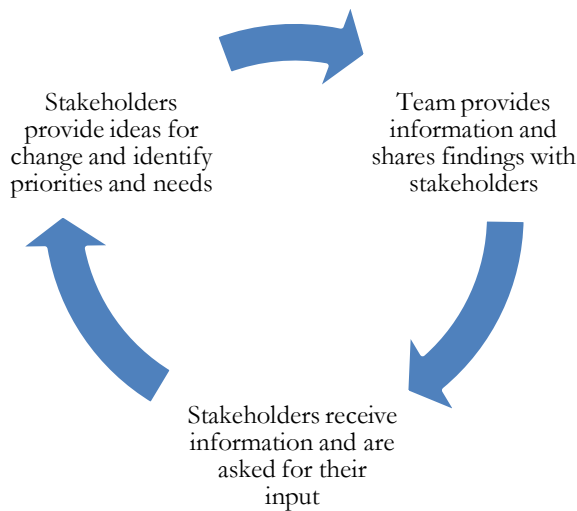 Stakeholders
provide ideas for
change and identify
priorities and needs
Team provides
information and
shares findings with
stakeholders
Stakeholders receive
information and are
asked for their
input